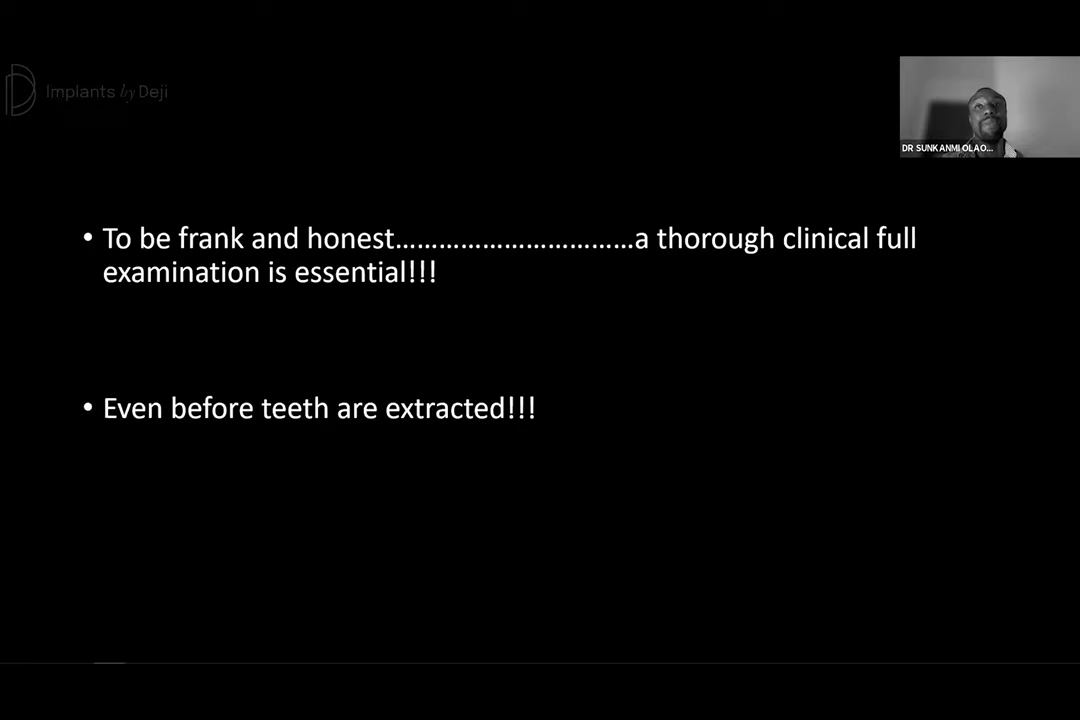 Implants by Deji
DR SUNKANMI OLAO...
• To be frank and honest……………………………a thorough clinical full
examination is essential!!!
• Even before teeth are extracted!!!